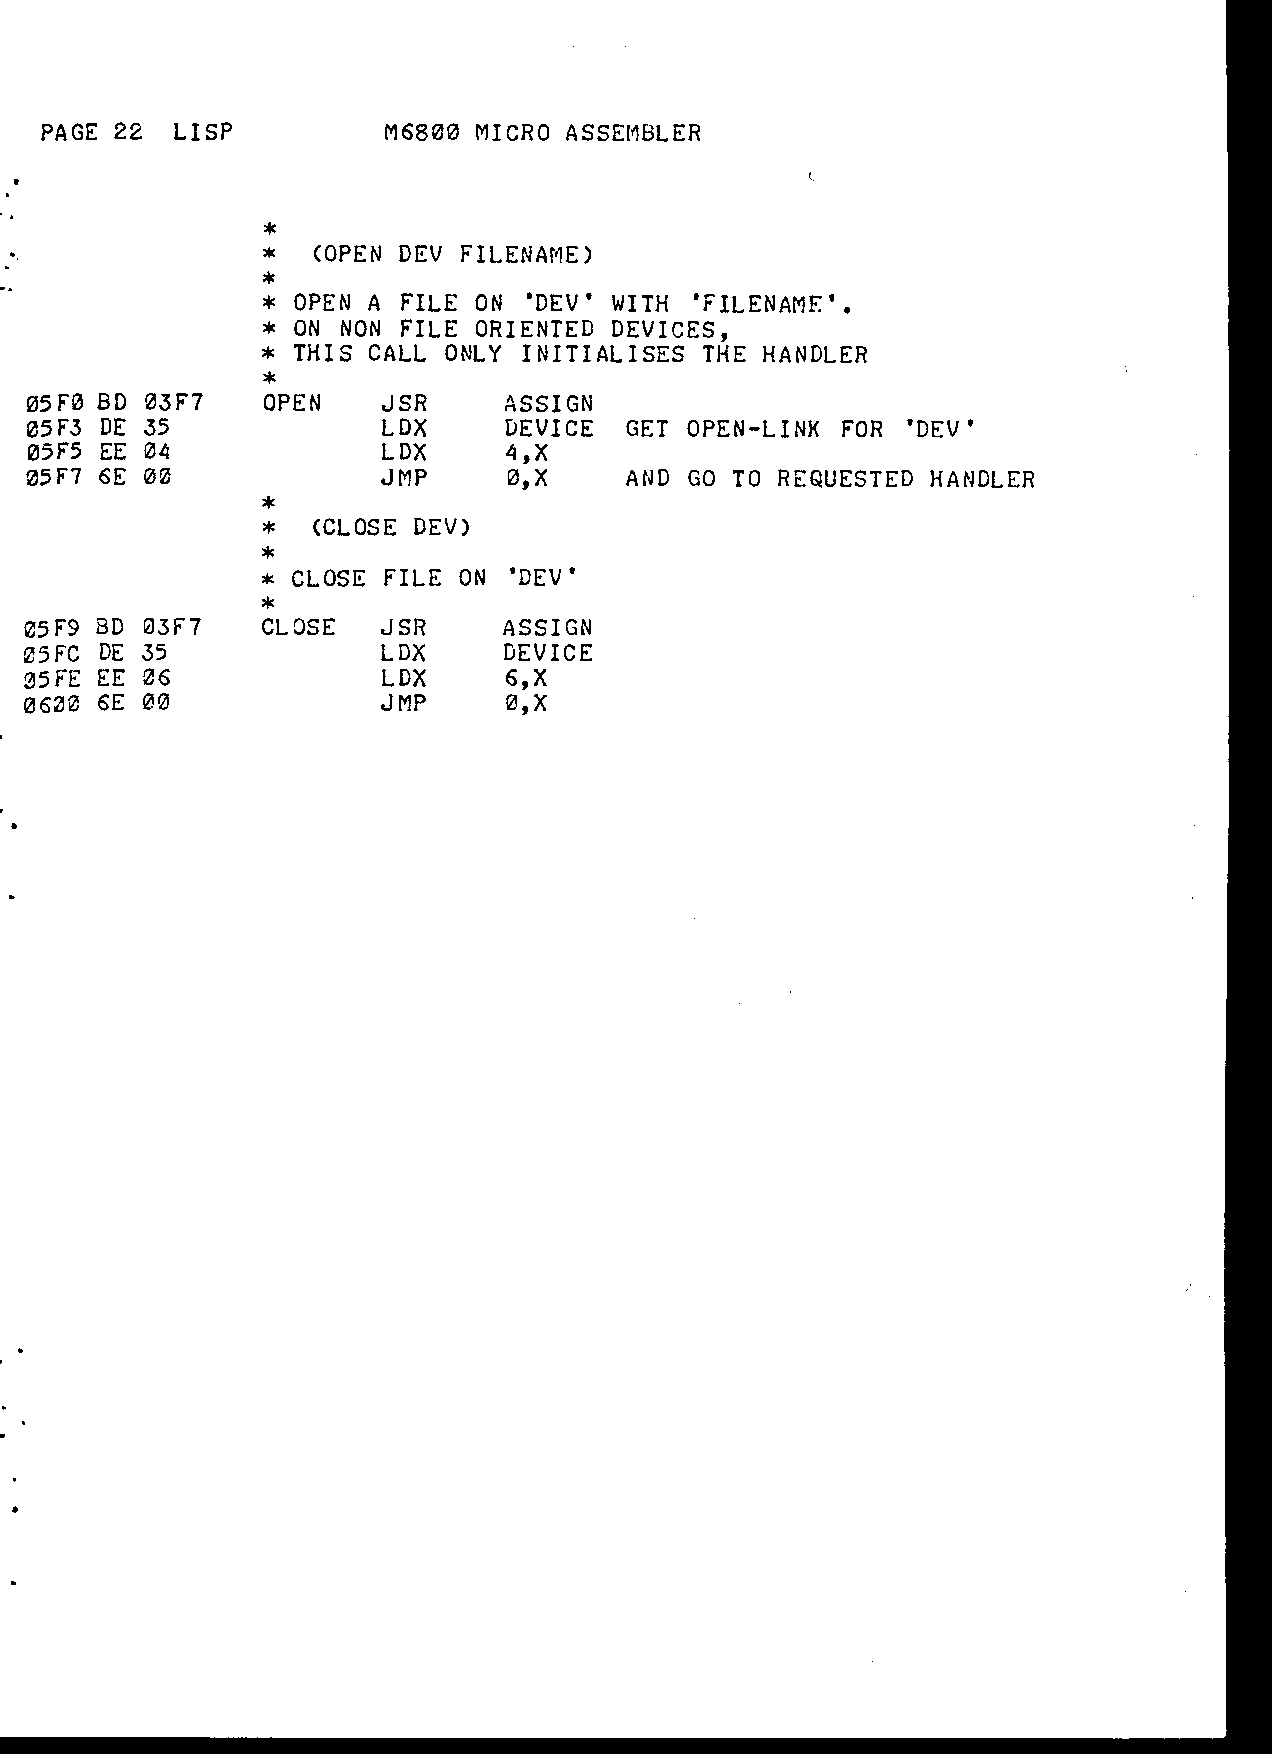 PAGE 22  LISP          M6800 MICRO ASSEMBLER
*
*  (OPEN DEV FILENAME)
*
* OPEN A FILE ON 'DEV' WITH 'FILENAME'.
* ON NON FILE ORIENTED DEVICES,
* THIS CALL ONLY INITIALISES THE HANDLER
*
05F0 BD 03F7    OPEN    JSR     ASSIGN
05F3 DE 35              LDX     DEVICE  GET OPEN-LINK FOR 'DEV'
05F5 EE 04              LDX     4,X
05F7 6E 00              JMP     0,X     AND GO TO REQUESTED HANDLER
*
*  (CLOSE DEV)
*
* CLOSE FILE ON 'DEV'
*
05F9 BD 03F7    CLOSE   JSR     ASSIGN
05FC DE 35              LDX     DEVICE
05FE EE 06              LDX     6,X
0600 6E 00              JMP     0,X